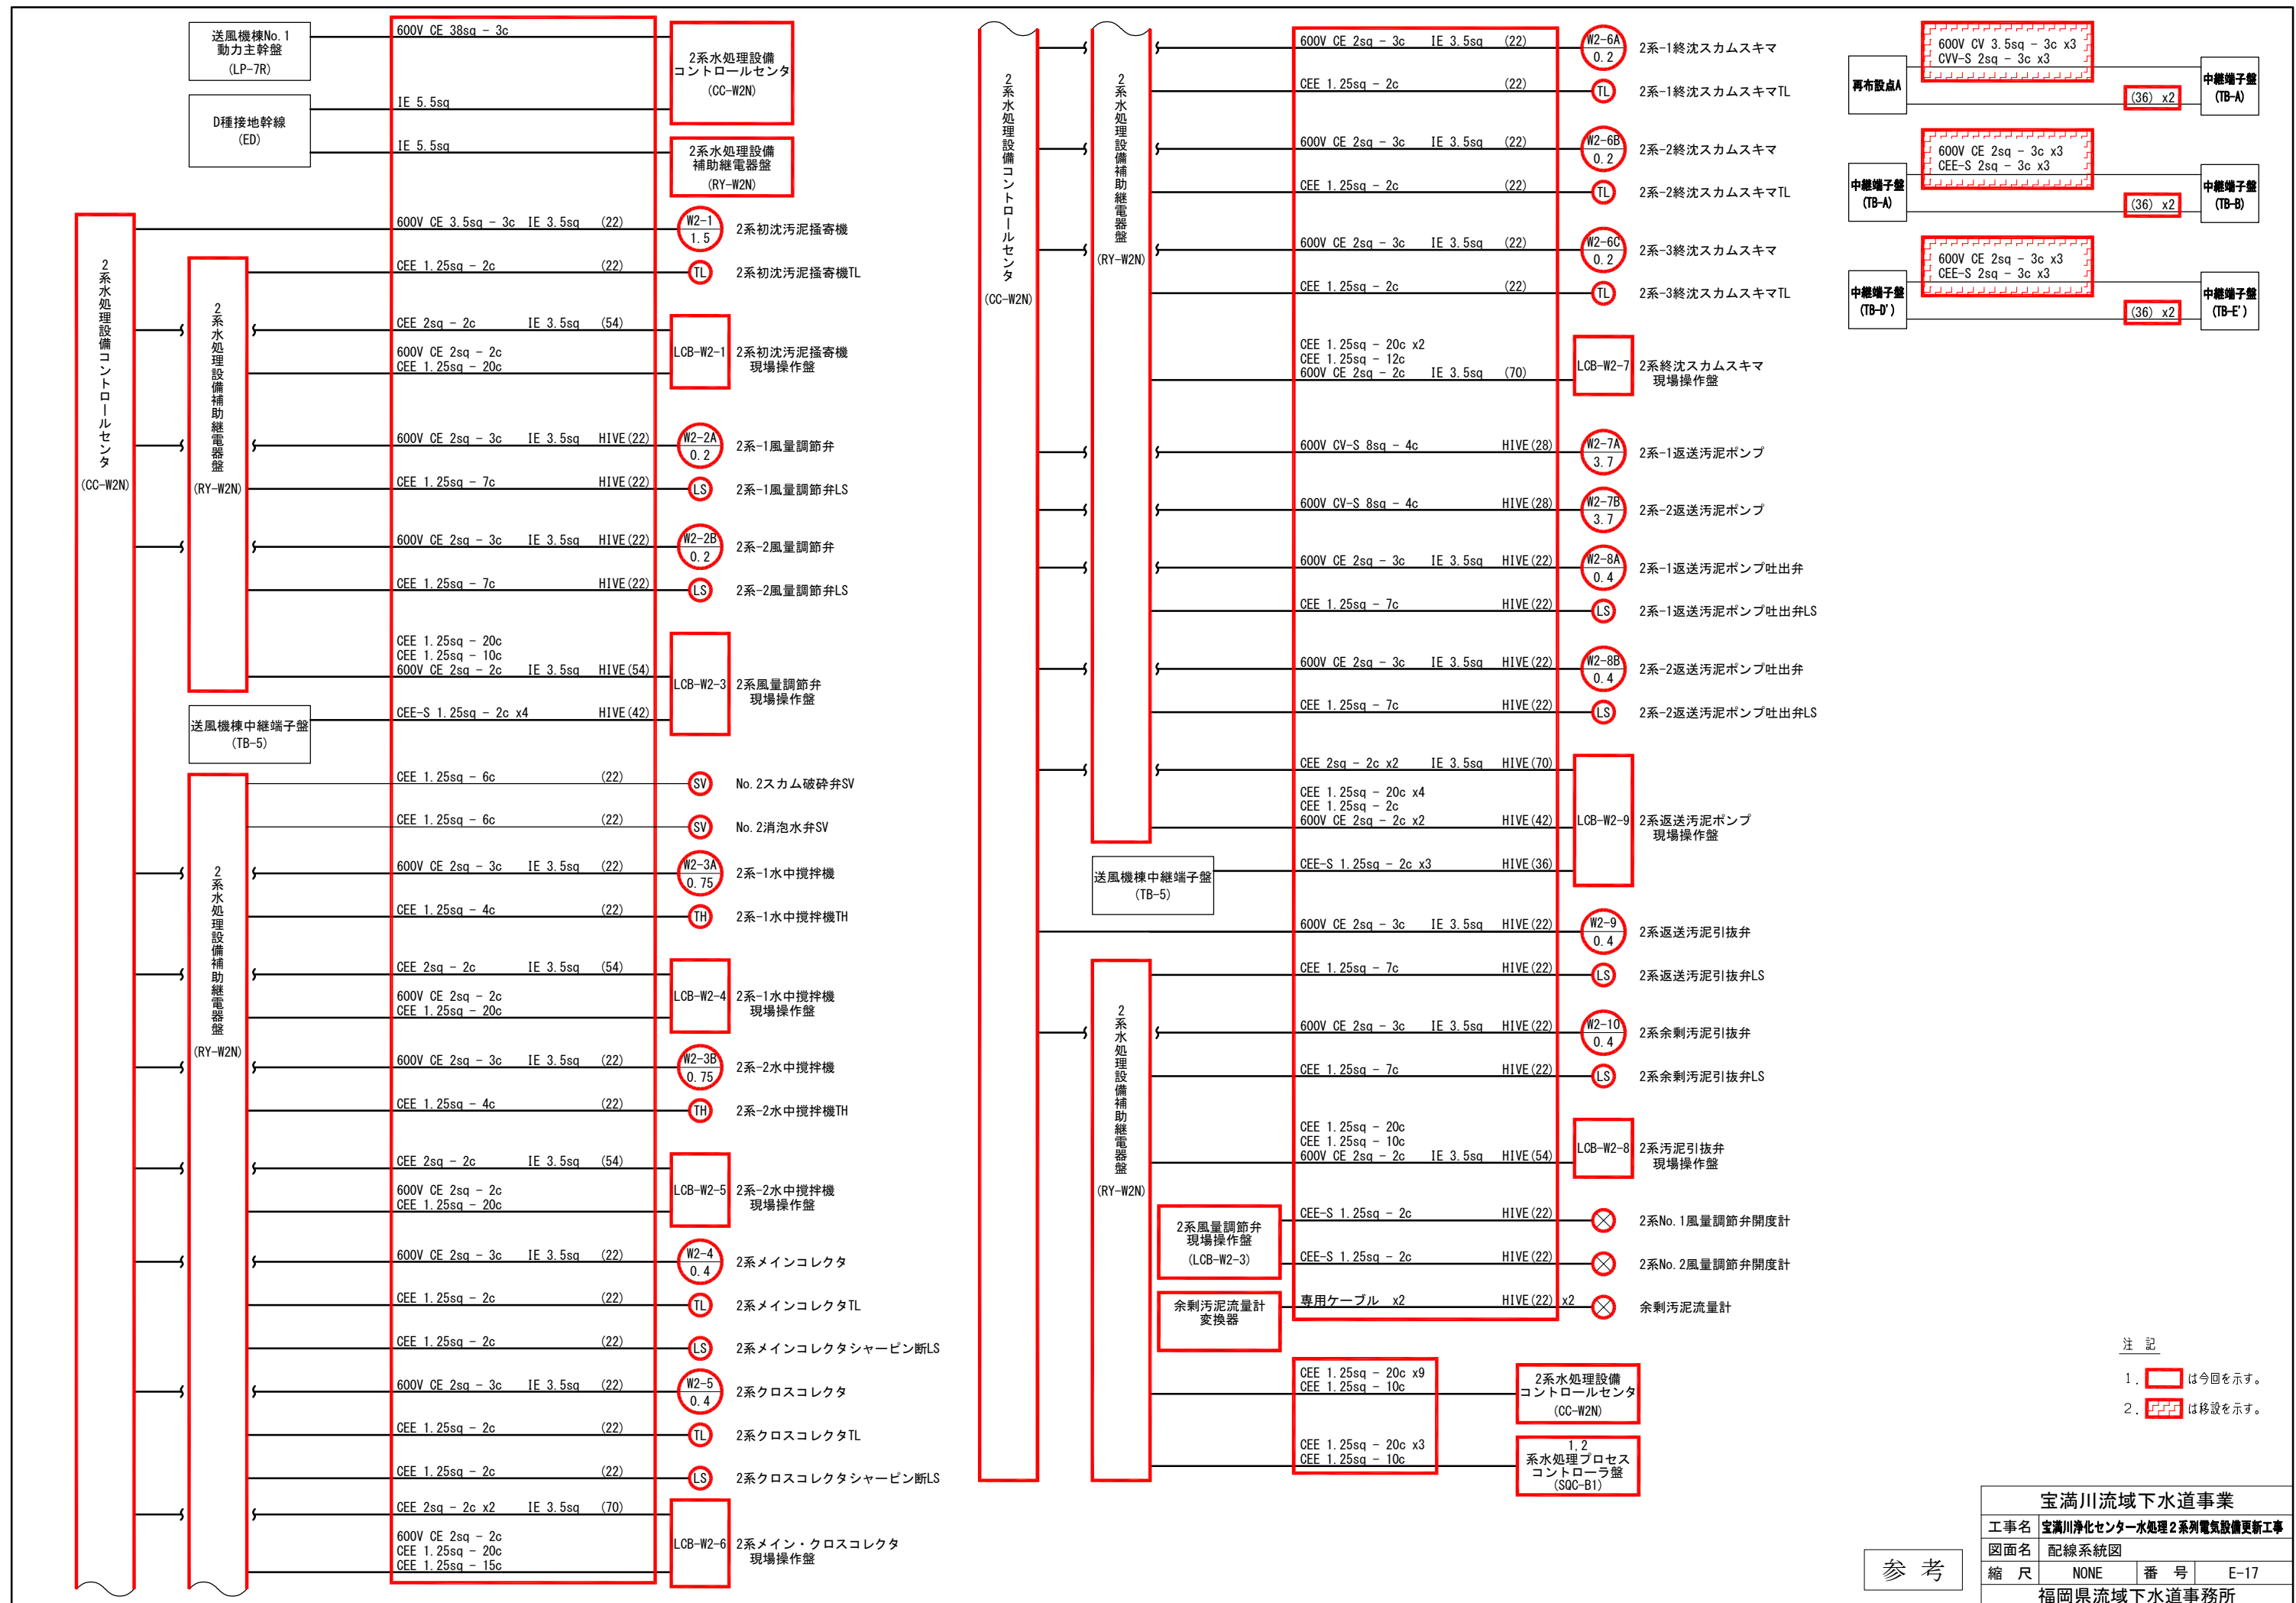 送風機棟No.1
動力主幹盤
(LP-7R)
600V CE 38sq - 3c
2系水処理設備
コントロールセンタ
(CC-W2N)
D種接地幹線
(ED)
IE 5.5sq
IE 5.5sq
2系水処理設備
補助継電器盤
(RY-W2N)
2系水処理設備コントロールセンタ
(CC-W2N)
2系水処理設備補助継電器盤
(RY-W2N)
600V CE 3.5sq - 3c IE 3.5sq (22)
W2-1
1.5
2系初沈汚泥掻寄機
CEE 1.25sq - 2c (22)
TL
2系初沈汚泥掻寄機TL
CEE 2sq - 2c IE 3.5sq (54)
600V CE 2sq - 2c
CEE 1.25sq - 20c
LCB-W2-1
2系初沈汚泥掻寄機
現場操作盤
600V CE 2sq - 3c IE 3.5sq HIVE(22)
W2-2A
0.2
2系-1風量調節弁
CEE 1.25sq - 7c HIVE(22)
LS
2系-1風量調節弁LS
600V CE 2sq - 3c IE 3.5sq HIVE(22)
W2-2B
0.2
2系-2風量調節弁
CEE 1.25sq - 7c HIVE(22)
LS
2系-2風量調節弁LS
CEE 1.25sq - 20c
CEE 1.25sq - 10c
600V CE 2sq - 2c IE 3.5sq HIVE(54)
LCB-W2-3
2系風量調節弁
現場操作盤
送風機棟中継端子盤
(TB-5)
CEE-S 1.25sq - 2c x4 HIVE(42)
2系水処理設備補助継電器盤
(RY-W2N)
CEE 1.25sq - 6c (22)
SV
No.2スカム破砕弁SV
CEE 1.25sq - 6c (22)
SV
No.2消泡水弁SV
600V CE 2sq - 3c IE 3.5sq (22)
W2-3A
0.75
2系-1水中撹拌機
CEE 1.25sq - 4c (22)
TH
2系-1水中撹拌機TH
CEE 2sq - 2c IE 3.5sq (54)
600V CE 2sq - 2c
CEE 1.25sq - 20c
LCB-W2-4
2系-1水中撹拌機
現場操作盤
600V CE 2sq - 3c IE 3.5sq (22)
W2-3B
0.75
2系-2水中撹拌機
CEE 1.25sq - 4c (22)
TH
2系-2水中撹拌機TH
CEE 2sq - 2c IE 3.5sq (54)
600V CE 2sq - 2c
CEE 1.25sq - 20c
LCB-W2-5
2系-2水中撹拌機
現場操作盤
600V CE 2sq - 3c IE 3.5sq (22)
W2-4
0.4
2系メインコレクタ
CEE 1.25sq - 2c (22)
TL
2系メインコレクタTL
CEE 1.25sq - 2c (22)
LS
2系メインコレクタシャーピン断LS
600V CE 2sq - 3c IE 3.5sq (22)
W2-5
0.4
2系クロスコレクタ
CEE 1.25sq - 2c (22)
TL
2系クロスコレクタTL
CEE 1.25sq - 2c (22)
LS
2系クロスコレクタシャーピン断LS
CEE 2sq - 2c x2 IE 3.5sq (70)
600V CE 2sq - 2c
CEE 1.25sq - 20c
CEE 1.25sq - 15c
LCB-W2-6
2系メイン・クロスコレクタ
現場操作盤
2系水処理設備コントロールセンタ
(CC-W2N)
2系水処理設備補助継電器盤
(RY-W2N)
600V CE 2sq - 3c IE 3.5sq (22)
W2-6A
0.2
2系-1終沈スカムスキマ
CEE 1.25sq - 2c (22)
TL
2系-1終沈スカムスキマTL
600V CE 2sq - 3c IE 3.5sq (22)
W2-6B
0.2
2系-2終沈スカムスキマ
CEE 1.25sq - 2c (22)
TL
2系-2終沈スカムスキマTL
600V CE 2sq - 3c IE 3.5sq (22)
W2-6C
0.2
2系-3終沈スカムスキマ
CEE 1.25sq - 2c (22)
TL
2系-3終沈スカムスキマTL
CEE 1.25sq - 20c x2
CEE 1.25sq - 12c
600V CE 2sq - 2c IE 3.5sq (70)
LCB-W2-7
2系終沈スカムスキマ
現場操作盤
600V CV-S 8sq - 4c HIVE(28)
W2-7A
3.7
2系-1返送汚泥ポンプ
600V CV-S 8sq - 4c HIVE(28)
W2-7B
3.7
2系-2返送汚泥ポンプ
600V CE 2sq - 3c IE 3.5sq HIVE(22)
W2-8A
0.4
2系-1返送汚泥ポンプ吐出弁
CEE 1.25sq - 7c HIVE(22)
LS
2系-1返送汚泥ポンプ吐出弁LS
600V CE 2sq - 3c IE 3.5sq HIVE(22)
W2-8B
0.4
2系-2返送汚泥ポンプ吐出弁
CEE 1.25sq - 7c HIVE(22)
LS
2系-2返送汚泥ポンプ吐出弁LS
CEE 2sq - 2c x2 IE 3.5sq HIVE(70)
CEE 1.25sq - 20c x4
CEE 1.25sq - 2c
600V CE 2sq - 2c x2 HIVE(42)
LCB-W2-9
2系返送汚泥ポンプ
現場操作盤
送風機棟中継端子盤
(TB-5)
CEE-S 1.25sq - 2c x3 HIVE(36)
600V CE 2sq - 3c IE 3.5sq HIVE(22)
W2-9
0.4
2系返送汚泥引抜弁
2系水処理設備補助継電器盤
(RY-W2N)
CEE 1.25sq - 7c HIVE(22)
LS
2系返送汚泥引抜弁LS
600V CE 2sq - 3c IE 3.5sq HIVE(22)
W2-10
0.4
2系余剰汚泥引抜弁
CEE 1.25sq - 7c HIVE(22)
LS
2系余剰汚泥引抜弁LS
CEE 1.25sq - 20c
CEE 1.25sq - 10c
600V CE 2sq - 2c IE 3.5sq HIVE(54)
LCB-W2-8
2系汚泥引抜弁
現場操作盤
2系風量調節弁
現場操作盤
(LCB-W2-3)
CEE-S 1.25sq - 2c HIVE(22)
2系No.1風量調節弁開度計
CEE-S 1.25sq - 2c HIVE(22)
2系No.2風量調節弁開度計
余剰汚泥流量計
変換器
専用ケーブル x2 HIVE(22) x2
余剰汚泥流量計
CEE 1.25sq - 20c x9
CEE 1.25sq - 10c
2系水処理設備
コントロールセンタ
(CC-W2N)
CEE 1.25sq - 20c x3
CEE 1.25sq - 10c
1,2
系水処理プロセス
コントローラ盤
(SQC-B1)
再布設点A
600V CV 3.5sq - 3c x3
CVV-S 2sq - 3c x3
(36) x2
中継端子盤
(TB-A)
中継端子盤
(TB-A)
600V CE 2sq - 3c x3
CEE-S 2sq - 3c x3
(36) x2
中継端子盤
(TB-B)
中継端子盤
(TB-D')
600V CE 2sq - 3c x3
CEE-S 2sq - 3c x3
(36) x2
中継端子盤
(TB-E')
注 記
1. は今回を示す。
2. は移設を示す。
参 考
宝満川流域下水道事業
工事名 宝満川浄化センター水処理2系列電気設備更新工事
図面名 配線系統図
縮 尺 NONE 番 号 E-17
福岡県流域下水道事務所